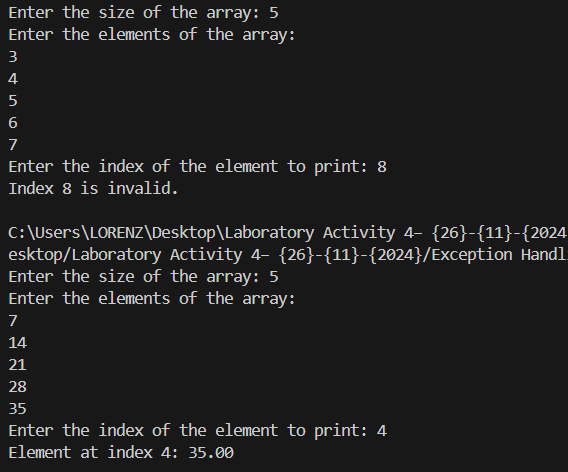 Enter the size of the array: 5
Enter the elements of the array:
3
4
5
6
7
Enter the index of the element to print: 8
Index 8 is invalid.
C:\Users\LORENZ\Desktop\Laboratory Activity 4– {26}-{11}-{2024
esktop/Laboratory Activity 4– {26}-{11}-{2024}/Exception Handl
Enter the size of the array: 5
Enter the elements of the array:
7
14
21
28
35
Enter the index of the element to print: 4
Element at index 4: 35.00